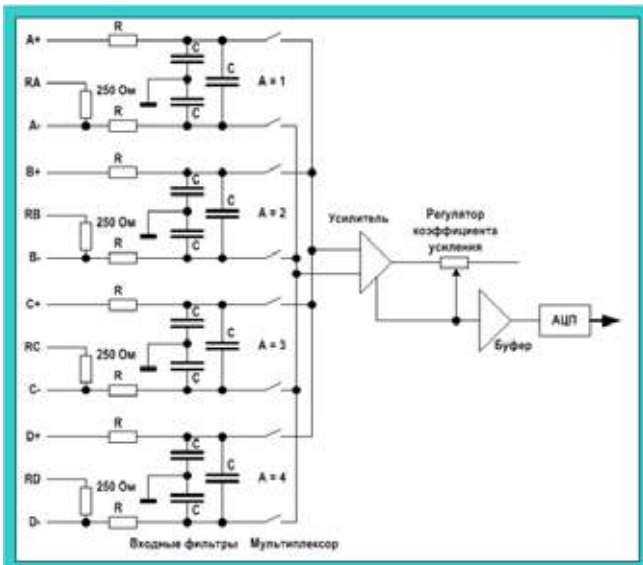 A+
R
C
RA
250 Ом
C
A = 1
C
A-
R
B+
R
C
RB
250 Ом
C
A = 2
C
B-
R
Усилитель
Регулятор
коэффициента
усиления
C+
R
C
RC
250 Ом
C
A = 3
C
C-
R
Буфер
АЦП
D+
R
C
RD
250 Ом
C
A = 4
C
D-
R
Входные фильтры
Мультиплексор